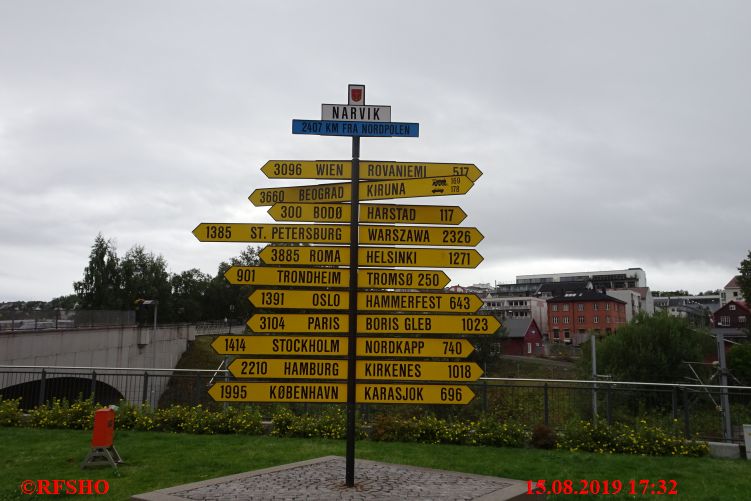 NARVIK
2407 KM FRA NORDPOLEN
3096 WIEN ROVANIEMI 517
3660 BEOGRAD KIRUNA 169 178
300 BODØ HARSTAD 117
1385 ST. PETERSBURG WARSZAWA 2326
3885 ROMA HELSINKI 1271
901 TRONDHEIM TROMSØ 250
1391 OSLO HAMMERFEST 643
3104 PARIS BORIS GLEB 1023
1414 STOCKHOLM NORDKAPP 740
2210 HAMBURG KIRKENES 1018
1995 KØBENHAVN KARASJOK 696
©RFSHO 15.08.2019 17:32